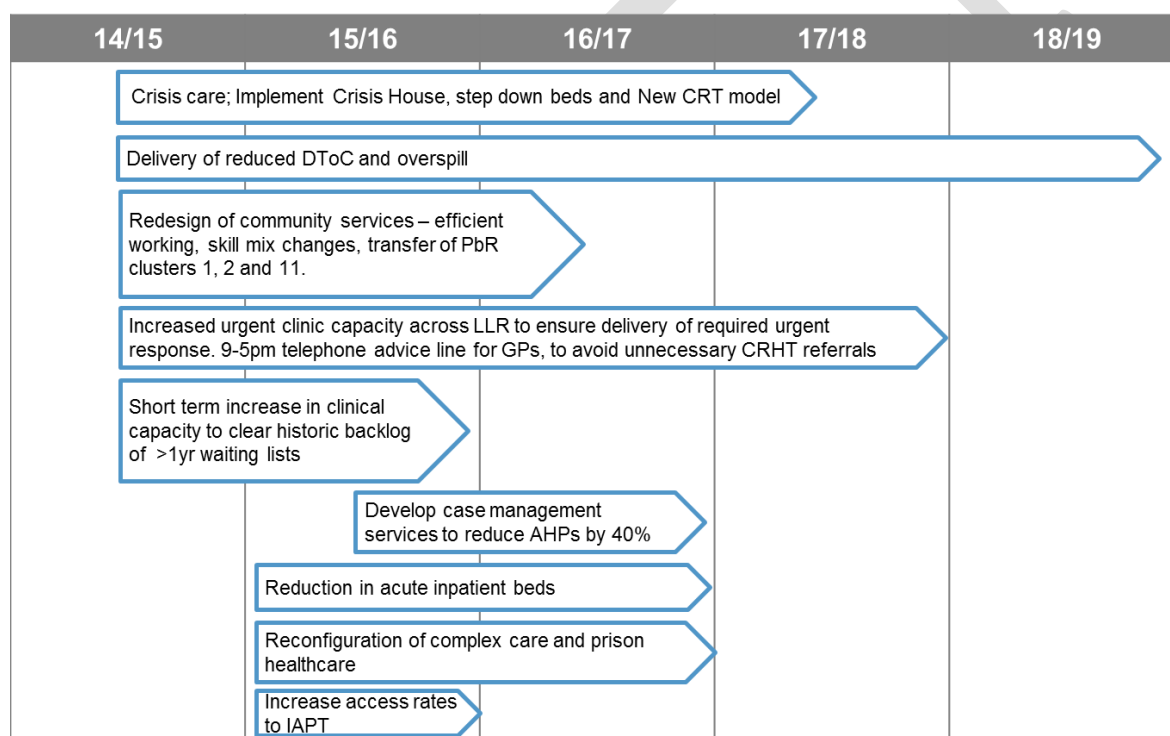 14/15 15/16 16/17 17/18 18/19
Crisis care; Implement Crisis House, step down beds and New CRT model
Delivery of reduced DToC and overspill
Redesign of community services – efficient
working, skill mix changes, transfer of PbR
clusters 1, 2 and 11.
Increased urgent clinic capacity across LLR to ensure delivery of required urgent
response. 9-5pm telephone advice line for GPs, to avoid unnecessary CRHT referrals
Short term increase in clinical
capacity to clear historic backlog
of >1yr waiting lists
Develop case management
services to reduce AHPs by 40%
Reduction in acute inpatient beds
Reconfiguration of complex care and prison
healthcare
Increase access rates
to IAPT